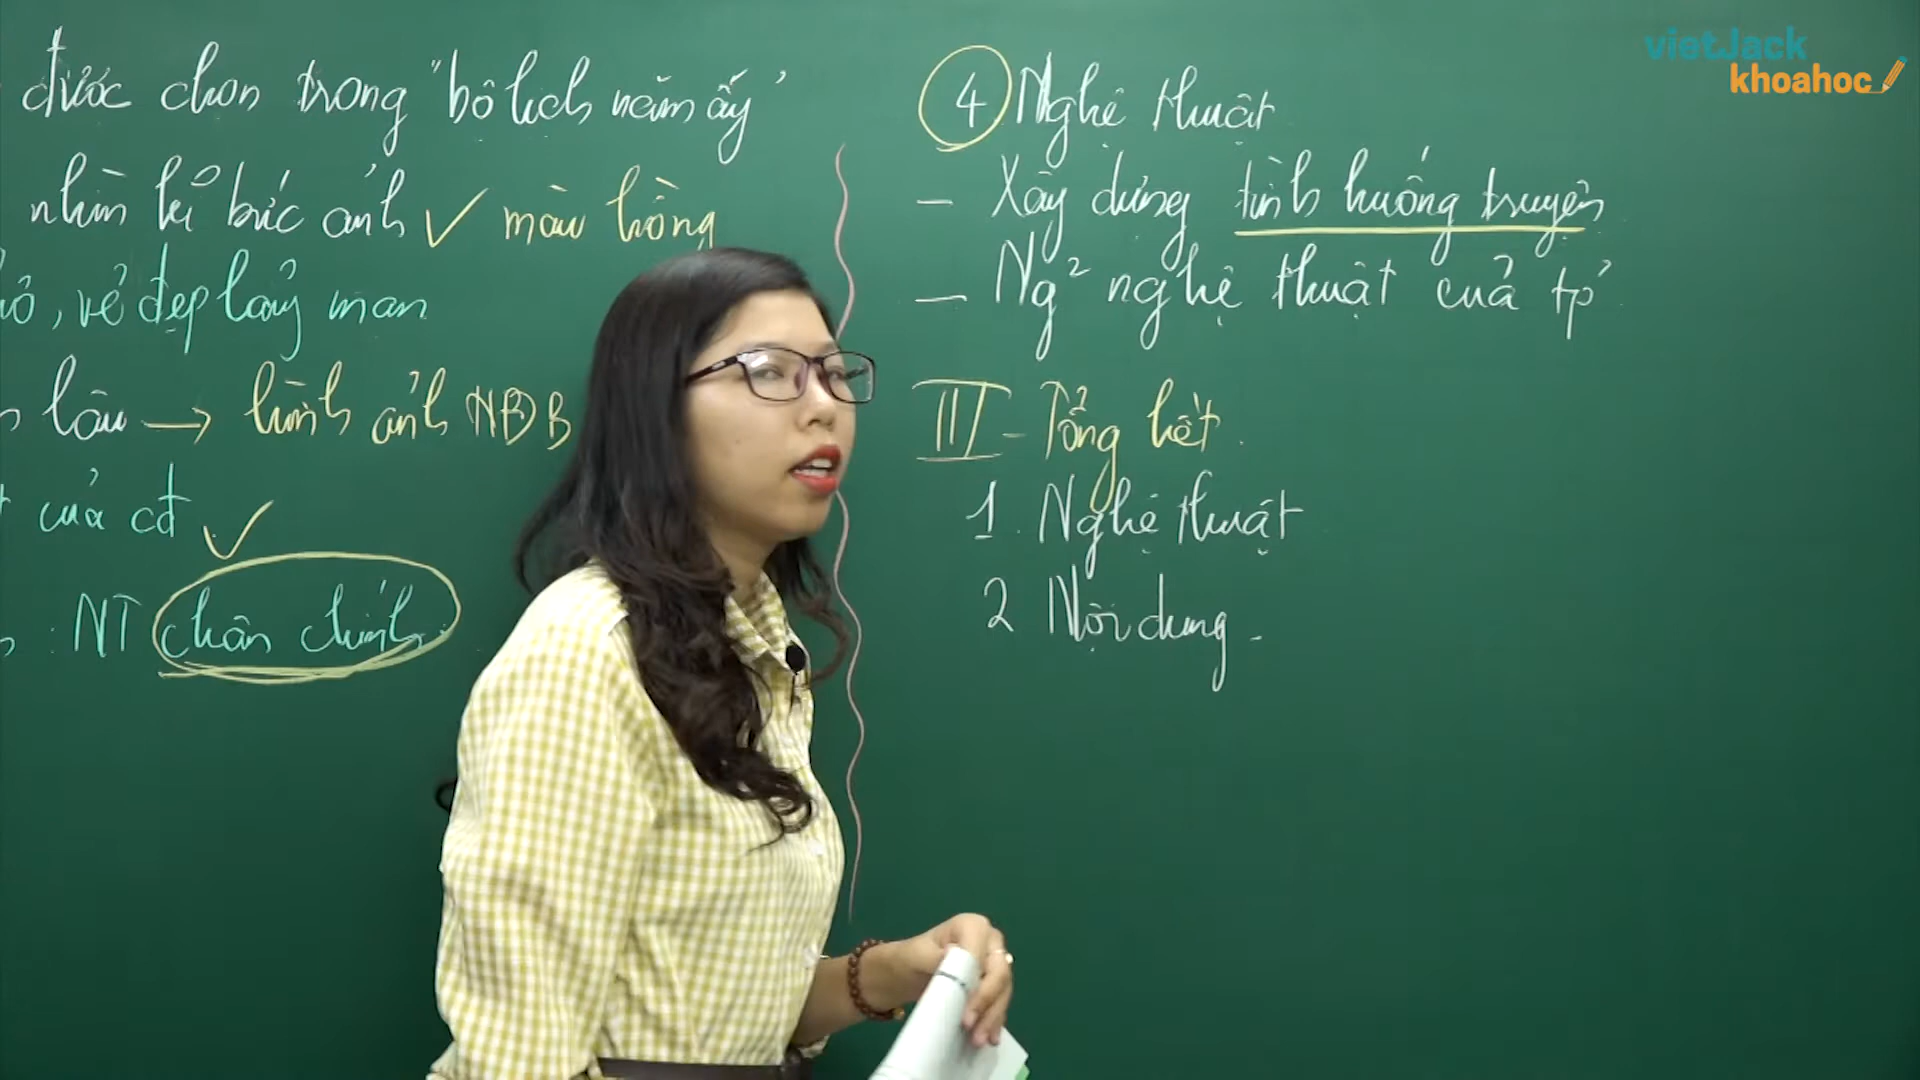 được chọn trong "bộ lịch năm ấy"
nhìn kĩ bức ảnh ✓ màu hồng
, vẻ đẹp lãng mạn
lâu → hình ảnh NĐB
của cđ ✓
: NT chân chính
④ Nghệ thuật
- Xây dựng tình huống truyện
- Ng² nghệ thuật của tp'
III - Tổng kết.
1. Nghệ thuật
2 Nội dung -
vietJack
khoahoc